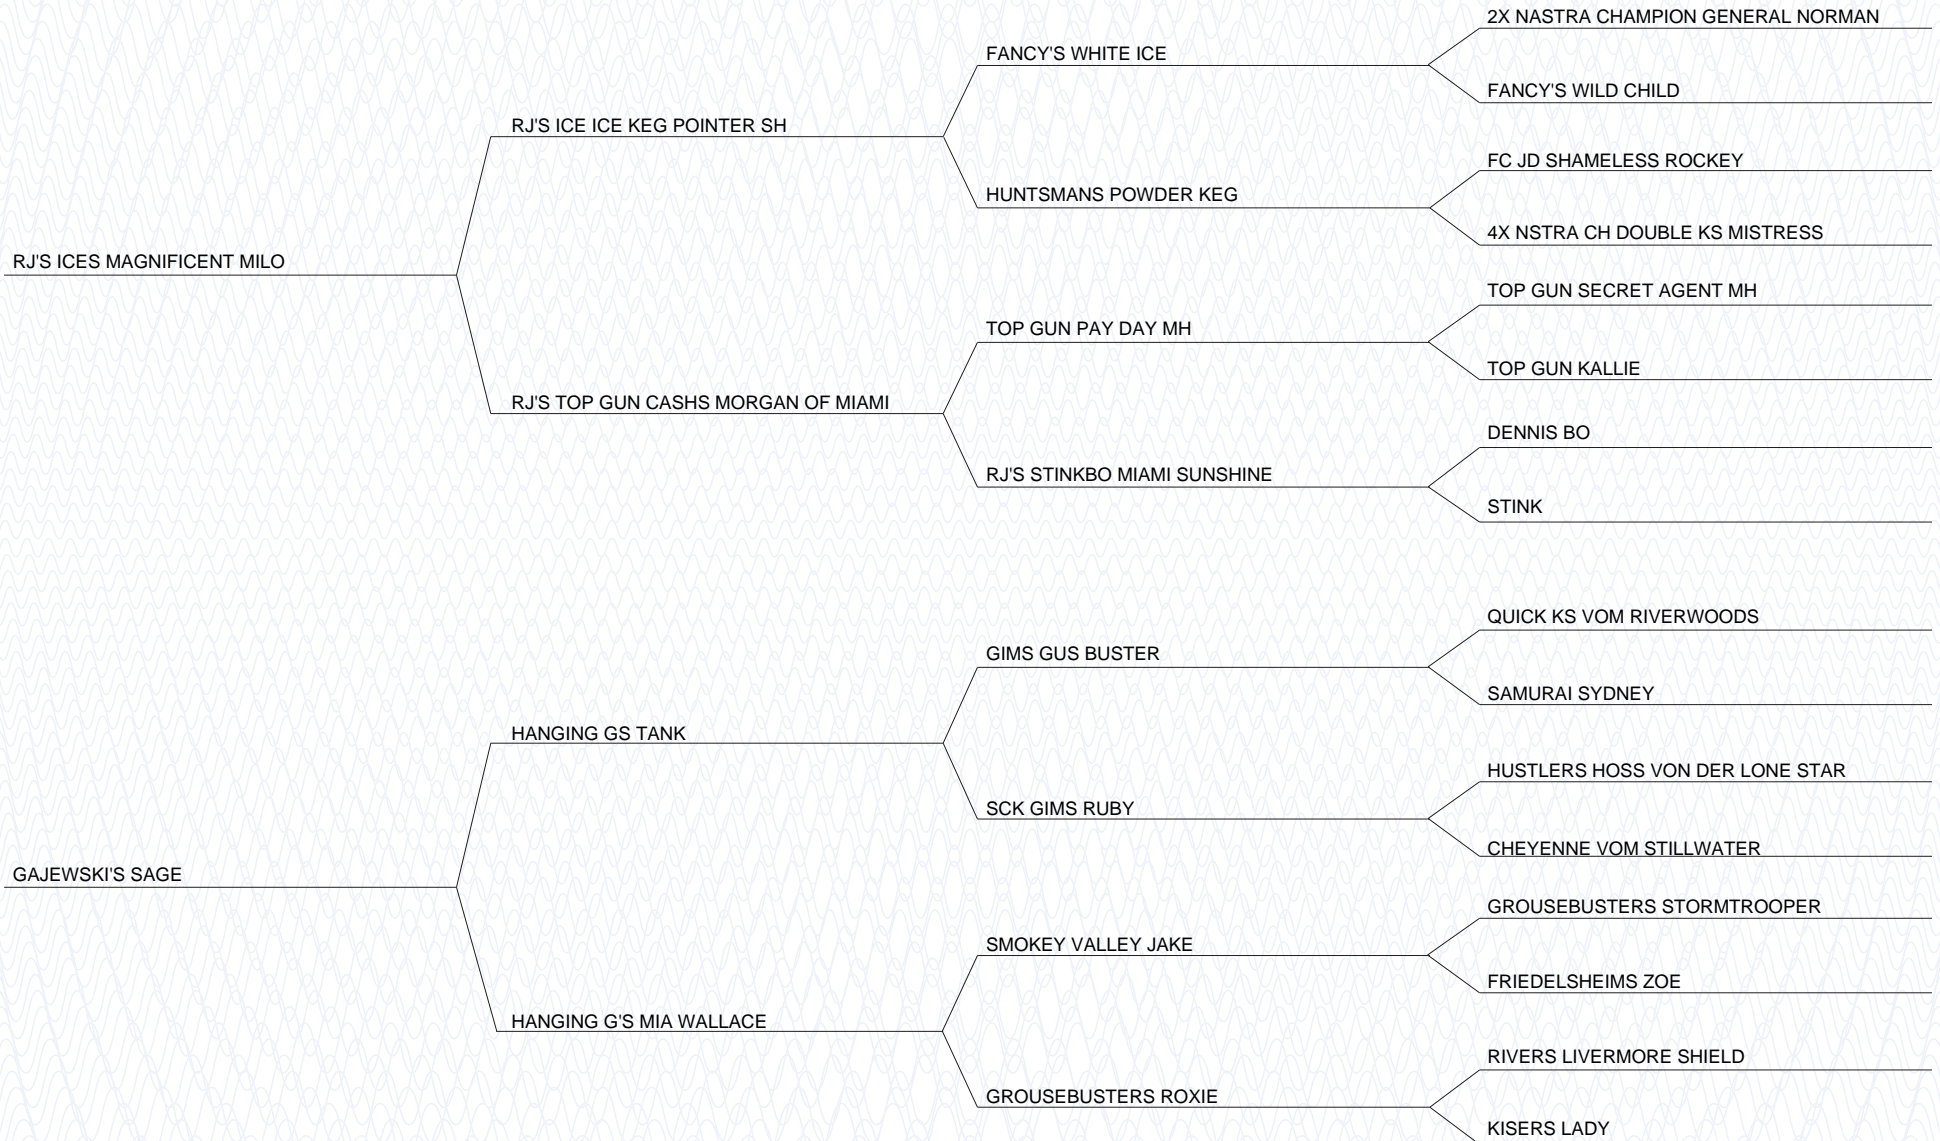 2X NASTRA CHAMPION GENERAL NORMAN
FANCY'S WHITE ICE
FANCY'S WILD CHILD
RJ'S ICE ICE KEG POINTER SH
FC JD SHAMELESS ROCKEY
HUNTSMANS POWDER KEG
4X NSTRA CH DOUBLE KS MISTRESS
RJ'S ICES MAGNIFICENT MILO
TOP GUN SECRET AGENT MH
TOP GUN PAY DAY MH
TOP GUN KALLIE
RJ'S TOP GUN CASHS MORGAN OF MIAMI
DENNIS BO
RJ'S STINKBO MIAMI SUNSHINE
STINK
QUICK KS VOM RIVERWOODS
GIMS GUS BUSTER
SAMURAI SYDNEY
HANGING GS TANK
HUSTLERS HOSS VON DER LONE STAR
SCK GIMS RUBY
CHEYENNE VOM STILLWATER
GAJEWSKI'S SAGE
GROUSEBUSTERS STORMTROOPER
SMOKEY VALLEY JAKE
FRIEDELSHEIMS ZOE
HANGING G'S MIA WALLACE
RIVERS LIVERMORE SHIELD
GROUSEBUSTERS ROXIE
KISERS LADY